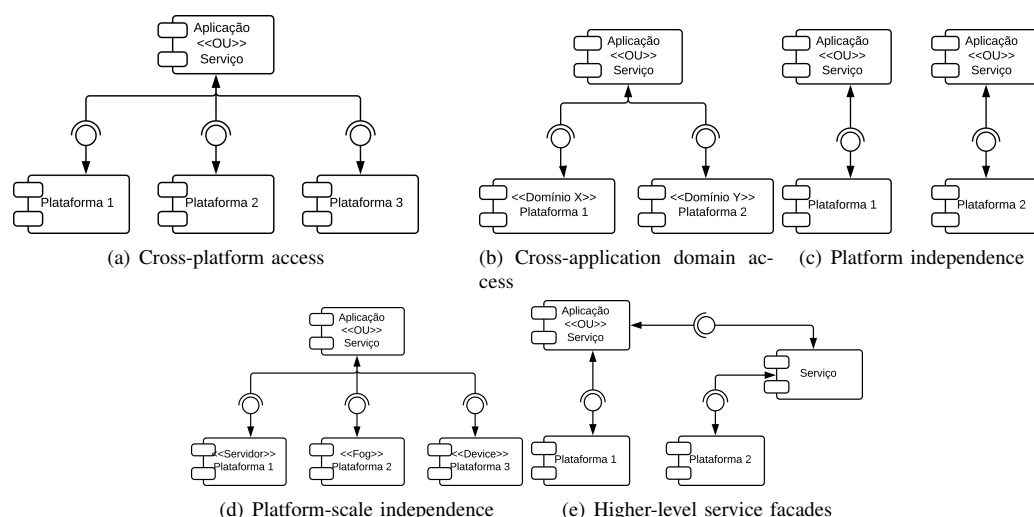 Aplicação
<<OU>>
Serviço
Plataforma 1
Plataforma 2
Plataforma 3
(a) Cross-platform access
Aplicação
<<OU>>
Serviço
<<Domínio X>>
Plataforma 1
<<Domínio Y>>
Plataforma 2
(b) Cross-application domain ac-
cess
Aplicação
<<OU>>
Serviço
Aplicação
<<OU>>
Serviço
Plataforma 1
Plataforma 2
(c) Platform independence
Aplicação
<<OU>>
Serviço
<<Servidor>>
Plataforma 1
<<Fog>>
Plataforma 2
<<Device>>
Plataforma 3
(d) Platform-scale independence
Aplicação
<<OU>>
Serviço
Serviço
Plataforma 1
Plataforma 2
(e) Higher-level service facades